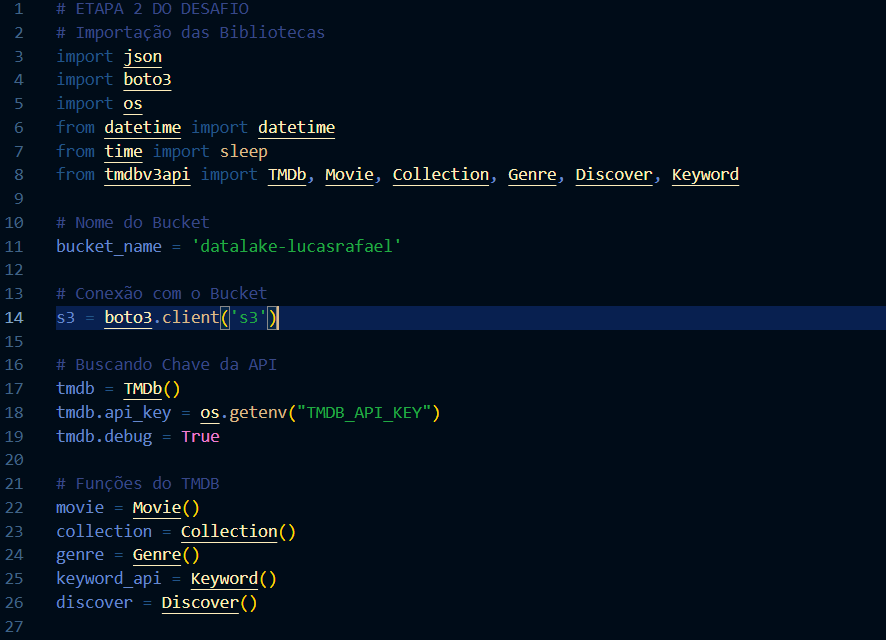 1 # ETAPA 2 DO DESAFIO
2 # Importação das Bibliotecas
3 import json
4 import boto3
5 import os
6 from datetime import datetime
7 from time import sleep
8 from tmdbv3api import TMDb, Movie, Collection, Genre, Discover, Keyword
9
10 # Nome do Bucket
11 bucket_name = 'datalake-lucasrafael'
12
13 # Conexão com o Bucket
14 s3 = boto3.client('s3')
15
16 # Buscando Chave da API
17 tmdb = TMDb()
18 tmdb.api_key = os.getenv("TMDB_API_KEY")
19 tmdb.debug = True
20
21 # Funções do TMDB
22 movie = Movie()
23 collection = Collection()
24 genre = Genre()
25 keyword_api = Keyword()
26 discover = Discover()
27